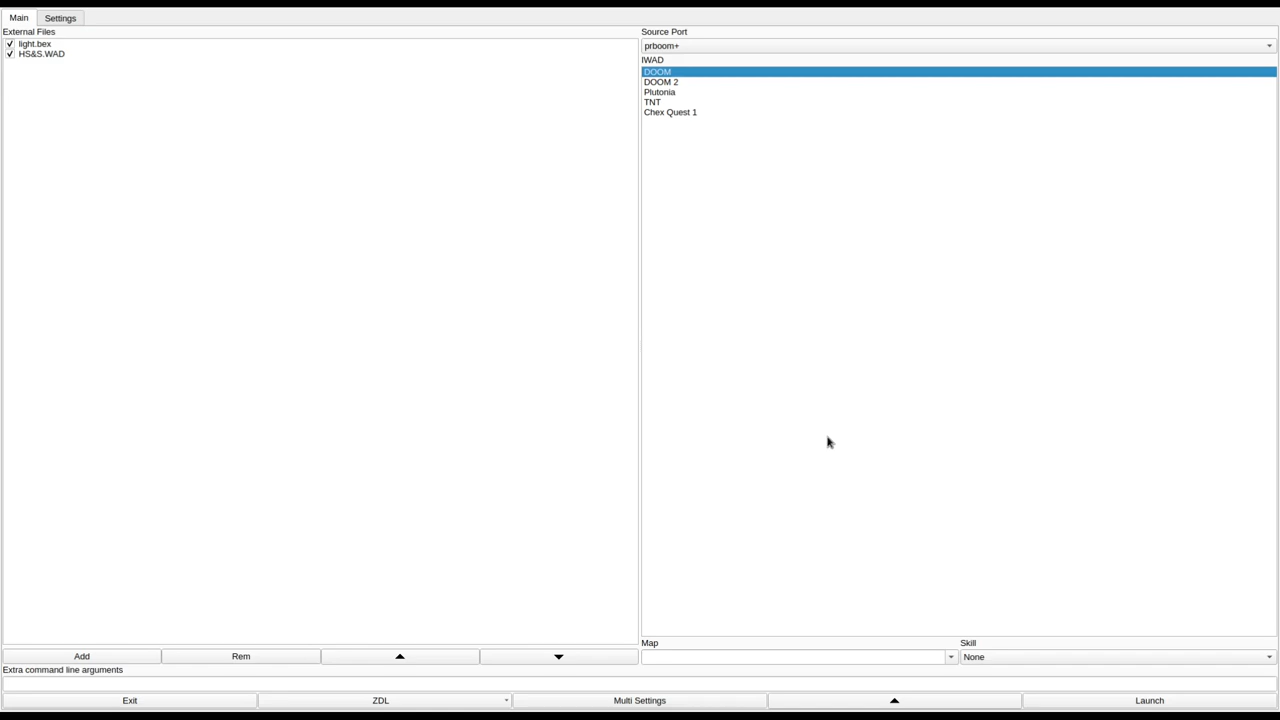 Main Settings
External Files
light.bex
HS&S.WAD
Source Port
prboom+
IWAD
DOOM
DOOM 2
Plutonia
TNT
Chex Quest 1
Map Skill
None
Add Rem
Extra command line arguments
Exit ZDL Multi Settings Launch